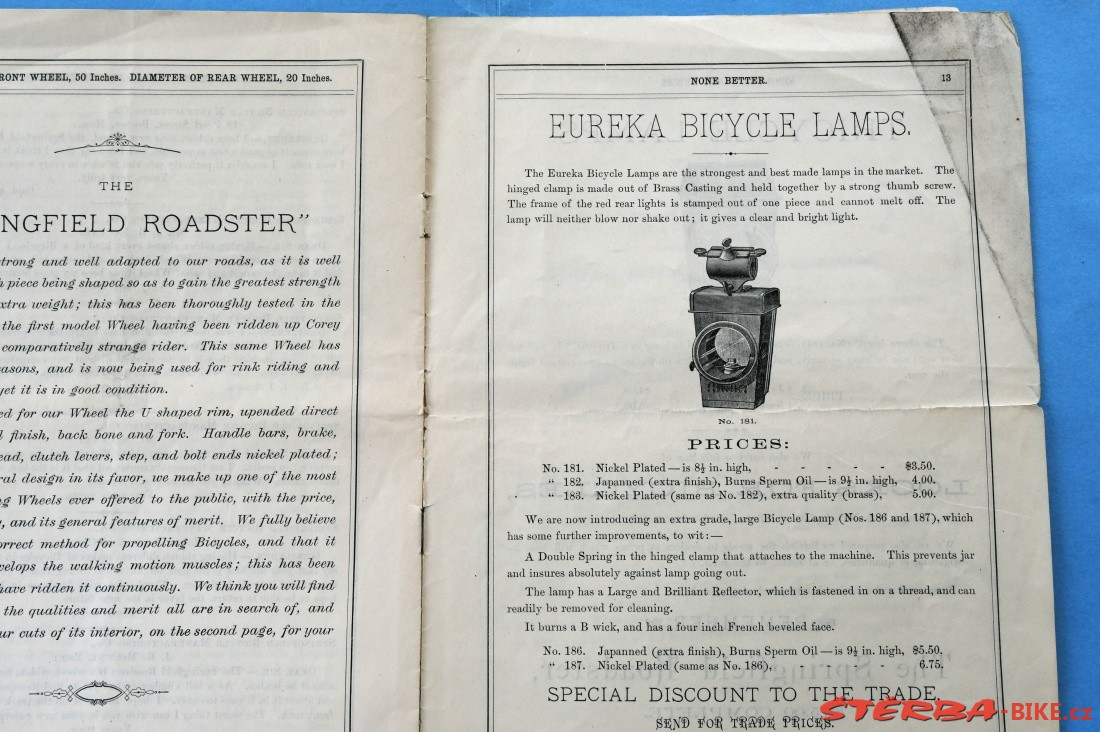 RONT WHEEL, 50 Inches. DIAMETER OF REAR WHEEL, 20 Inches.
THE
NGFIELD ROADSTER"
strong and well adapted to our roads, as it is well
h piece being shaped so as to gain the greatest strength
xtra weight; this has been thoroughly tested in the
the first model Wheel having been ridden up Corey
comparatively strange rider. This same Wheel has
easons, and is now being used for rink riding and
yet it is in good condition.
ed for our Wheel the U shaped rim, upended direct
l finish, back bone and fork. Handle bars, brake,
ead, clutch levers, step, and bolt ends nickel plated;
ral design in its favor, we make up one of the most
ng Wheels ever offered to the public, with the price,
, and its general features of merit. We fully believe
orrect method for propelling Bicycles, and that it
velops the walking motion muscles; this has been
have ridden it continuously. We think you will find
the qualities and merit all are in search of, and
ur cuts of its interior, on the second page, for your
NONE BETTER. 13
EUREKA BICYCLE LAMPS.
The Eureka Bicycle Lamps are the strongest and best made lamps in the market. The
hinged clamp is made out of Brass Casting and held together by a strong thumb screw.
The frame of the red rear lights is stamped out of one piece and cannot melt off. The
lamp will neither blow nor shake out; it gives a clear and bright light.
No. 181.
PRICES:
No. 181. Nickel Plated—is 8½ in. high, - - - - - $3.50.
" 182. Japanned (extra finish), Burns Sperm Oil—is 9½ in. high, 4.00.
" 183. Nickel Plated (same as No. 182), extra quality (brass), 5.00.
We are now introducing an extra grade, large Bicycle Lamp (Nos. 186 and 187), which
has some further improvements, to wit:—
A Double Spring in the hinged clamp that attaches to the machine. This prevents jar
and insures absolutely against lamp going out.
The lamp has a Large and Brilliant Reflector, which is fastened in on a thread, and can
readily be removed for cleaning.
It burns a B wick, and has a four inch French beveled face.
No. 186. Japanned (extra finish), Burns Sperm Oil—is 9½ in. high, $5.50.
" 187. Nickel Plated (same as No. 186), - - - - 6.75.
SPECIAL DISCOUNT TO THE TRADE.
SEND FOR TRADE PRICES.
ŠTĚRBA-BIKE.cz